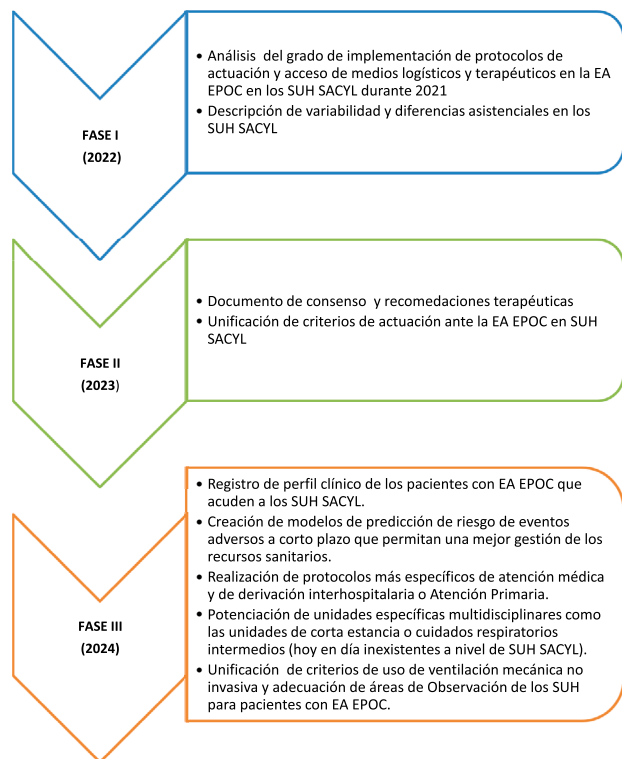 • Análisis del grado de implementación de protocolos de
actuación y acceso de medios logísticos y terapéuticos en la EA
EPOC en los SUH SACYL durante 2021
• Descripción de variabilidad y diferencias asistenciales en los
SUH SACYL
FASE I
(2022)
• Documento de consenso y recomedaciones terapéuticas
• Unificación de criterios de actuación ante la EA EPOC en SUH
SACYL
FASE II
(2023)
• Registro de perfil clínico de los pacientes con EA EPOC que
acuden a los SUH SACYL.
• Creación de modelos de predicción de riesgo de eventos
adversos a corto plazo que permitan una mejor gestión de los
recursos sanitarios.
• Realización de protocolos más específicos de atención médica
y de derivación interhospitalaria o Atención Primaria.
• Potenciación de unidades específicas multidisciplinares como
las unidades de corta estancia o cuidados respiratorios
intermedios (hoy en día inexistentes a nivel de SUH SACYL).
• Unificación de criterios de uso de ventilación mecánica no
invasiva y adecuación de áreas de Observación de los SUH
para pacientes con EA EPOC.
FASE III
(2024)